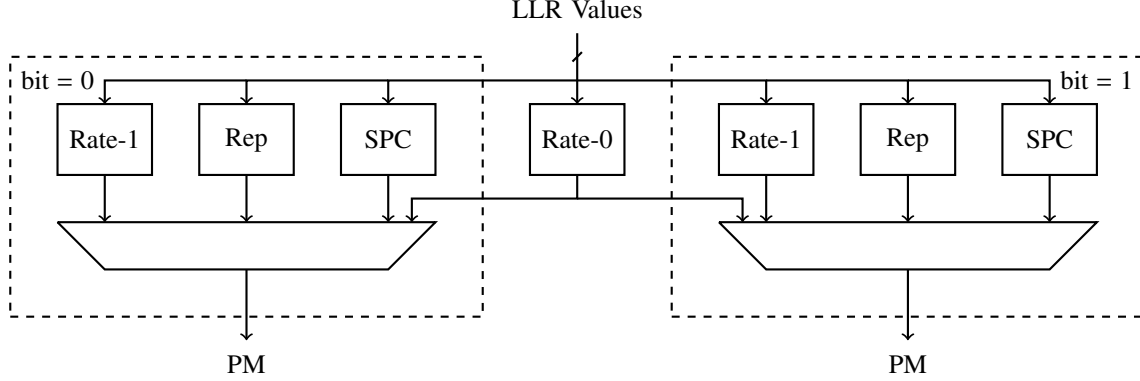 LLR Values
bit = 0
bit = 1
Rate-1
Rep
SPC
Rate-0
Rate-1
Rep
SPC
PM
PM